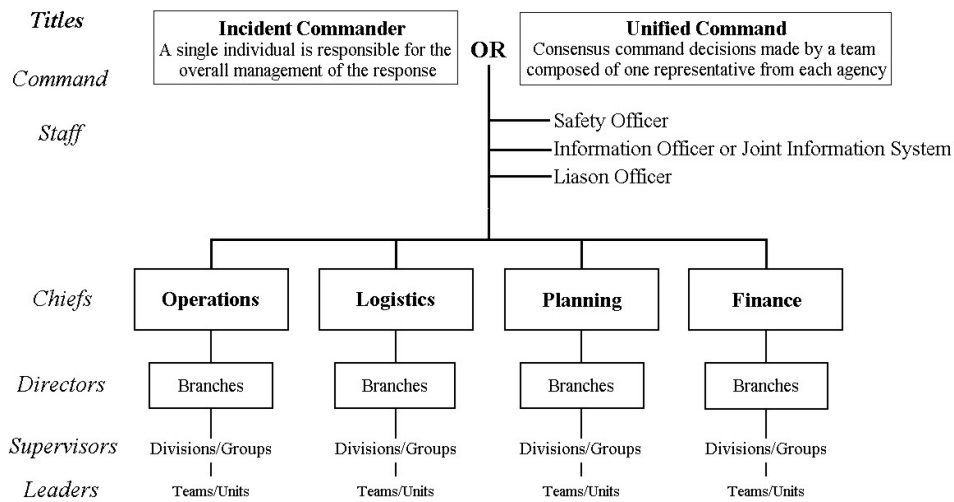 Titles
Incident Commander
A single individual is responsible for the
overall management of the response
OR
Unified Command
Consensus command decisions made by a team
composed of one representative from each agency
Command
Staff
Safety Officer
Information Officer or Joint Information System
Liason Officer
Chiefs
Operations
Logistics
Planning
Finance
Directors
Branches
Branches
Branches
Branches
Supervisors
Divisions/Groups
Divisions/Groups
Divisions/Groups
Divisions/Groups
Leaders
Teams/Units
Teams/Units
Teams/Units
Teams/Units